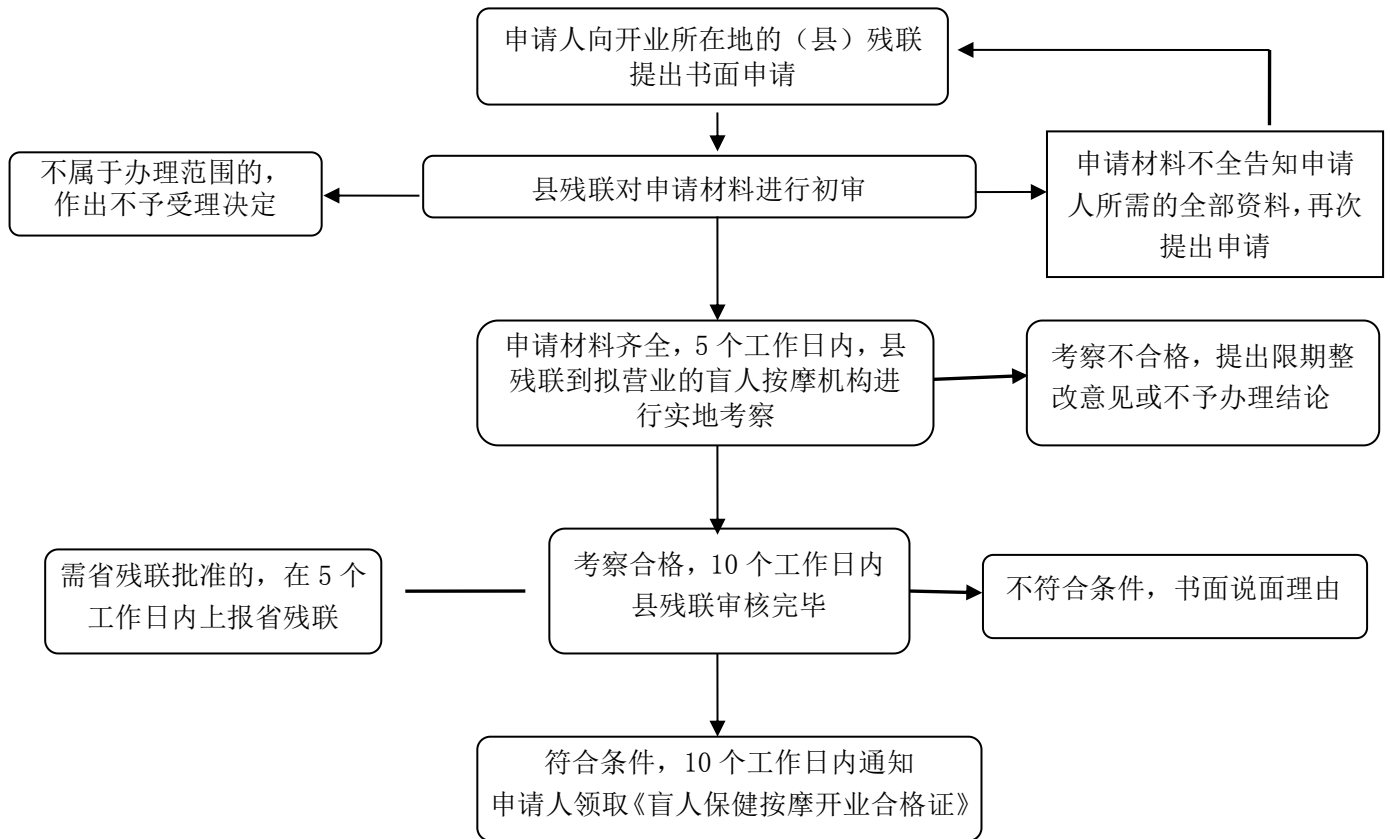 申请人向开业所在地的（县）残联
提出书面申请
不属于办理范围的，
作出不予受理决定
县残联对申请材料进行初审
申请材料不全告知申请
人所需的全部资料，再次
提出申请
申请材料齐全，5 个工作日内，县
残联到拟营业的盲人按摩机构进
行实地考察
考察不合格，提出限期整
改意见或不予办理结论
需省残联批准的，在 5 个
工作日内上报省残联
考察合格，10 个工作日内
县残联审核完毕
不符合条件，书面说面理由
符合条件，10 个工作日内通知
申请人领取《盲人保健按摩开业合格证》